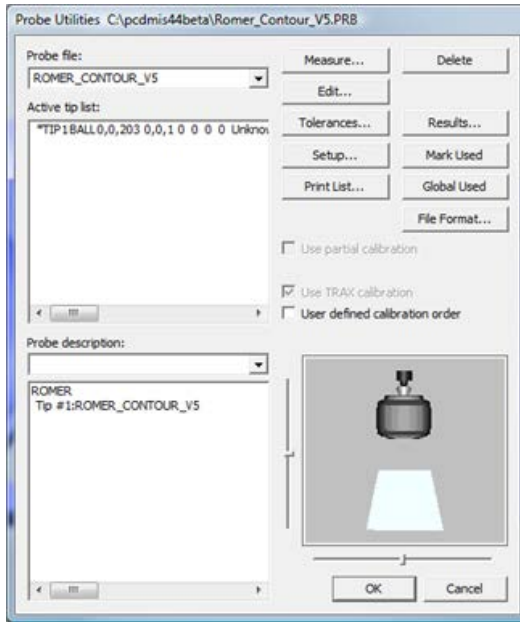 Probe Utilities C:\pcdmis44beta\Romer_Contour_V5.PRB
Probe file:
ROMER_CONTOUR_V5
Active tip list:
*TIP1BALL0,0,203 0,0,1 0 0 0 0 Unknow
Measure...
Delete
Edit...
Tolerances...
Results...
Setup...
Mark Used
Print List...
Global Used
File Format...
Use partial calibration
Use TRAX calibration
User defined calibration order
Probe description:
ROMER
Tip #1:ROMER_CONTOUR_V5
OK
Cancel